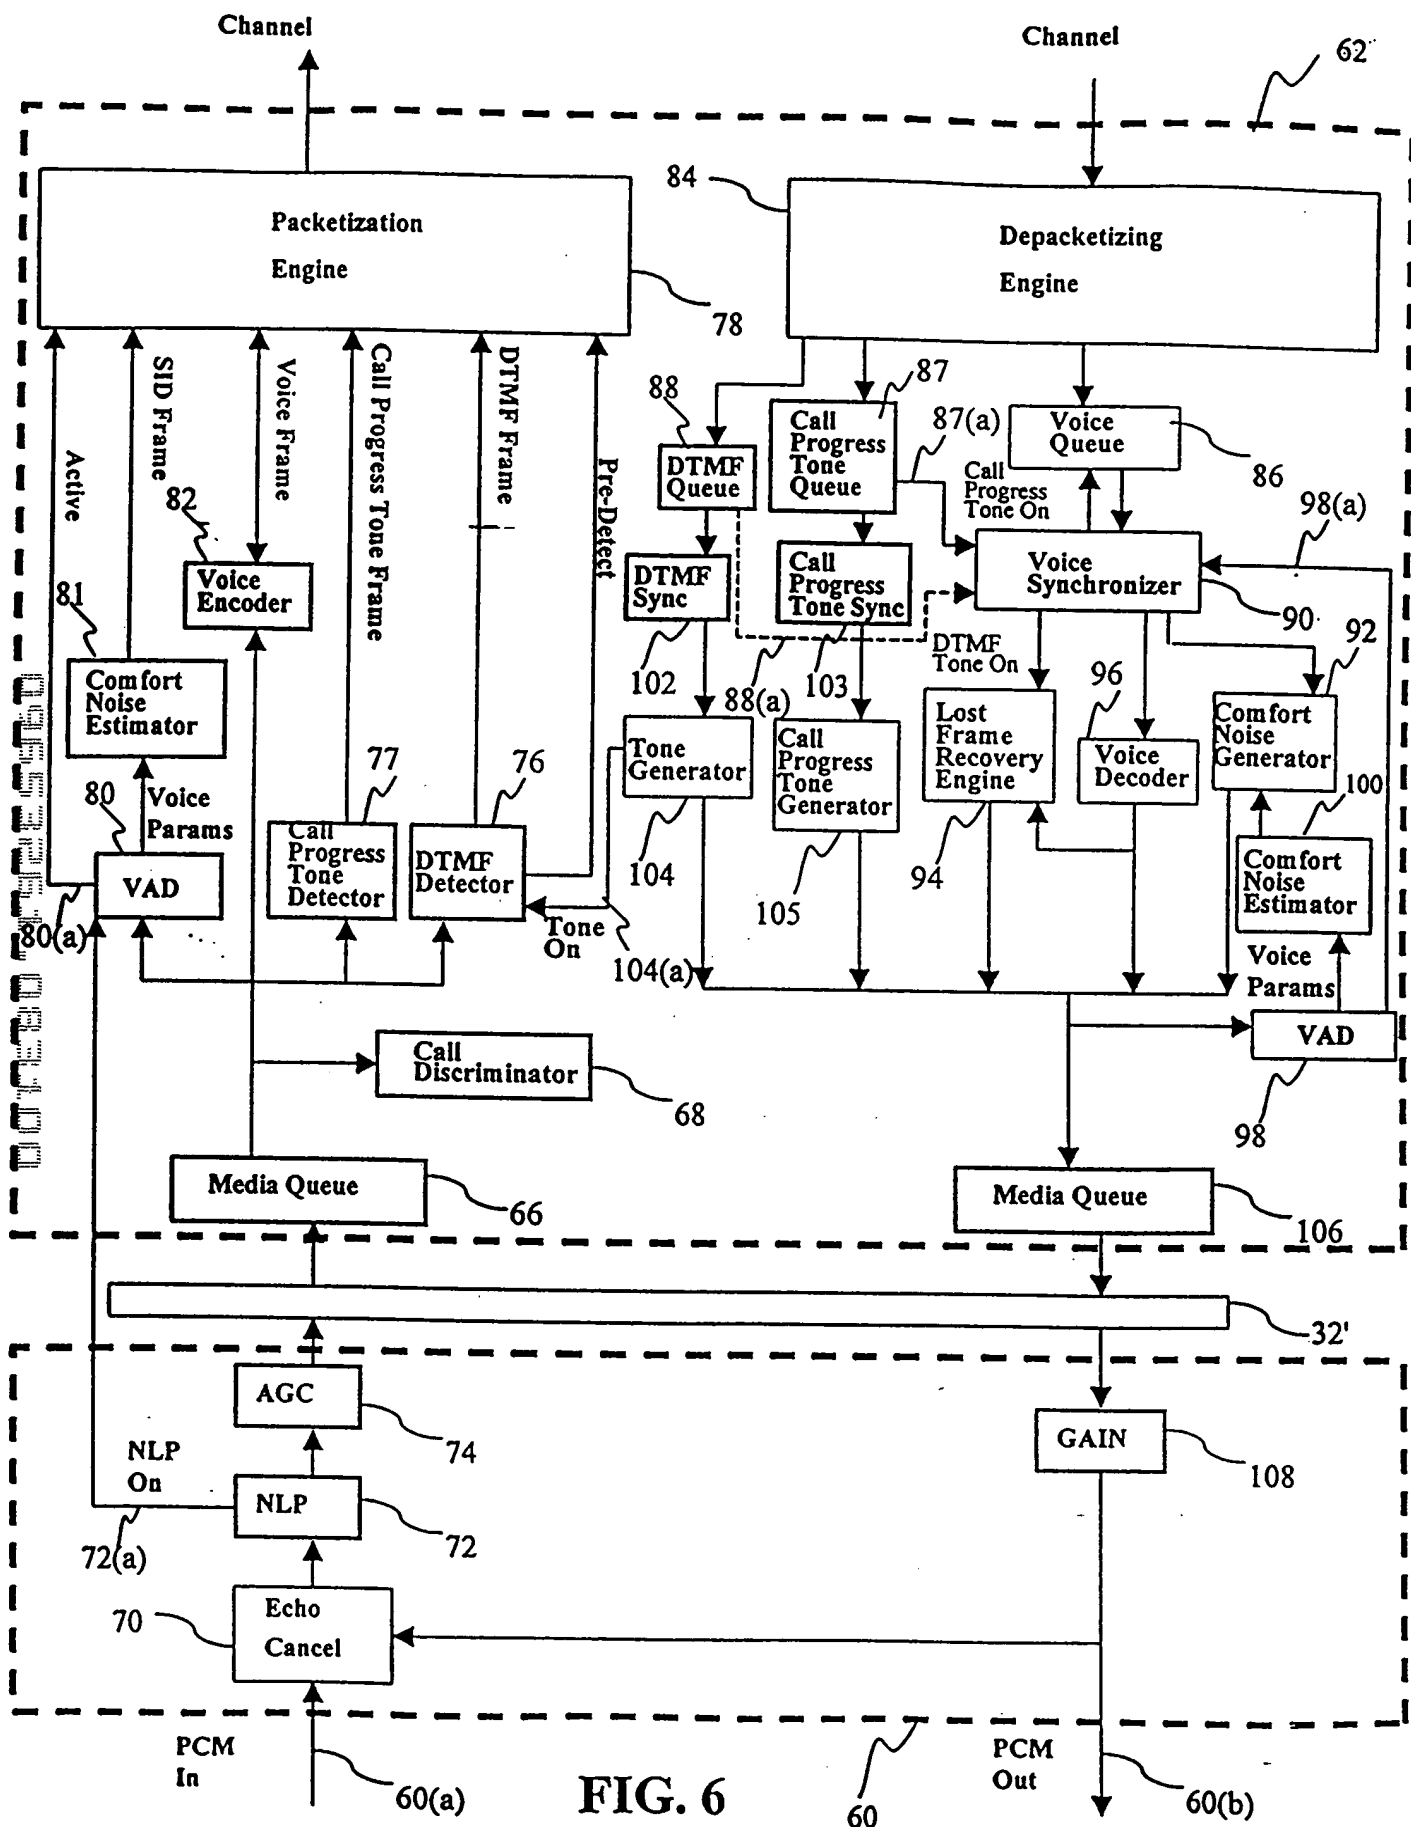 Channel
Channel
62
Packetization
Engine
78
84
Depacketizing
Engine
Active
SID Frame
Voice Frame
Call Progress Tone Frame
DTMF Frame
Pre-Detect
88
DTMF
Queue
87
Call
Progress
Tone
Queue
87(a)
Voice
Queue
86
Call
Progress
Tone On
98(a)
82
Voice
Encoder
DTMF
Sync
102
Call
Progress
Tone Sync
103
Voice
Synchronizer
90
88(a)
DTMF
Tone On
92
81
Comfort
Noise
Estimator
Tone
Generator
104
Call
Progress
Tone
Generator
105
Lost
Frame
Recovery
Engine
94
96
Voice
Decoder
Comfort
Noise
Generator
100
Comfort
Noise
Estimator
Voice
Params
80
VAD
80(a)
Voice
Params
77
Call
Progress
Tone
Detector
76
DTMF
Detector
Tone
On
104(a)
VAD
98
Call
Discriminator
68
Media Queue
66
Media Queue
106
32'
AGC
74
GAIN
108
NLP
On
NLP
72
72(a)
70
Echo
Cancel
PCM
In
60(a)
FIG. 6
60
PCM
Out
60(b)